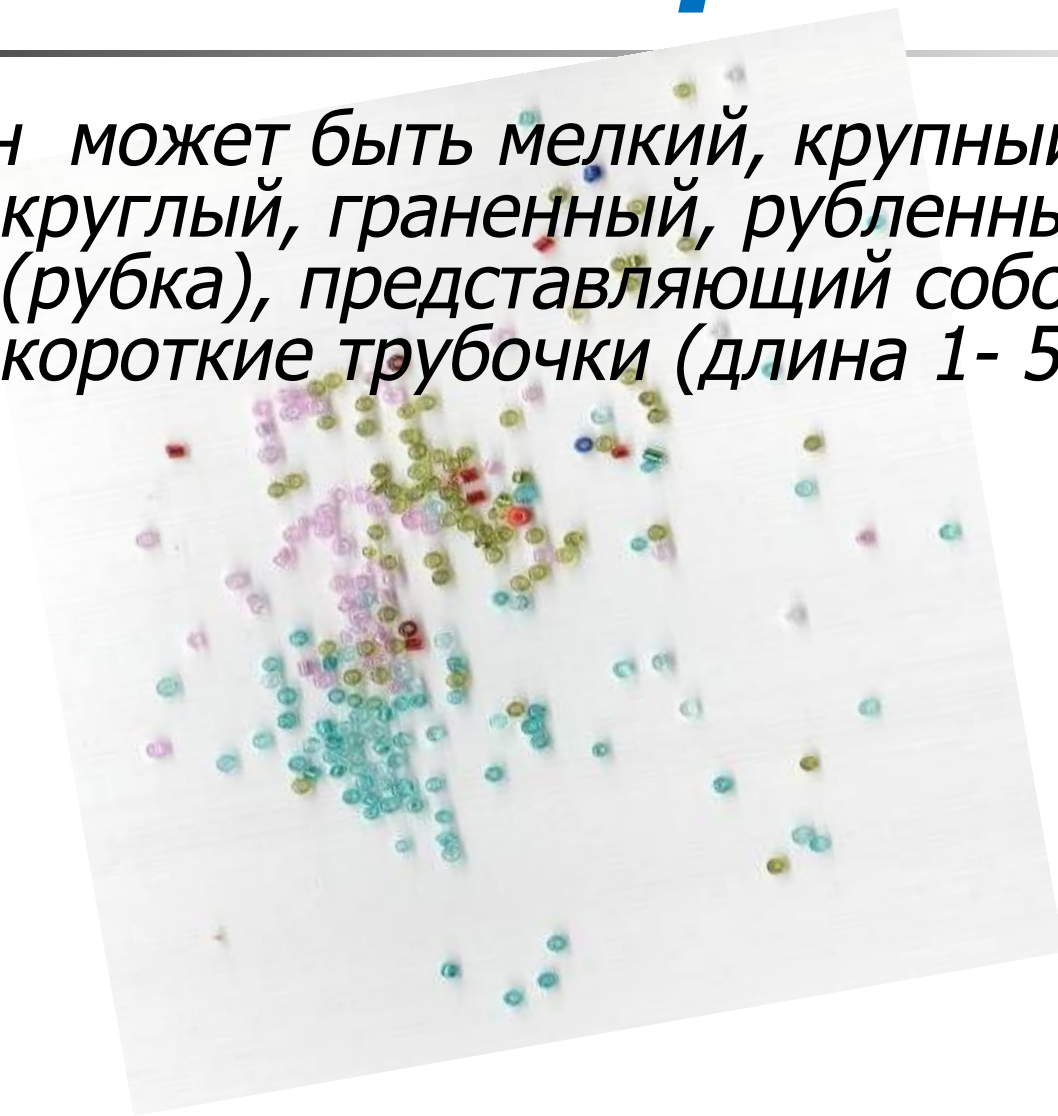 н может быть мелкий, крупный
круглый, граненный, рубленны
(рубка), представляющий собо
короткие трубочки (длина 1- 5